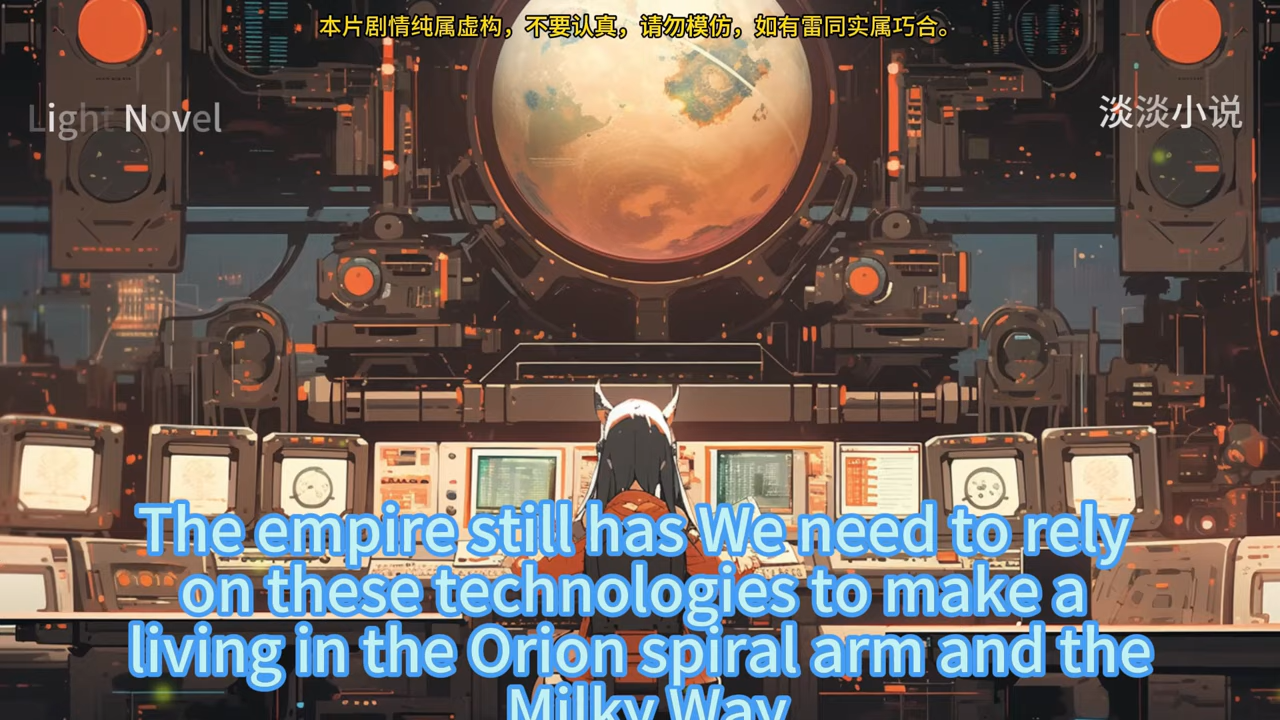 本片剧情纯属虚构，不要认真，请勿模仿，如有雷同实属巧合。
Light Novel
淡淡小说
The empire still has We need to rely
on these technologies to make a
living in the Orion spiral arm and the
Milky Way